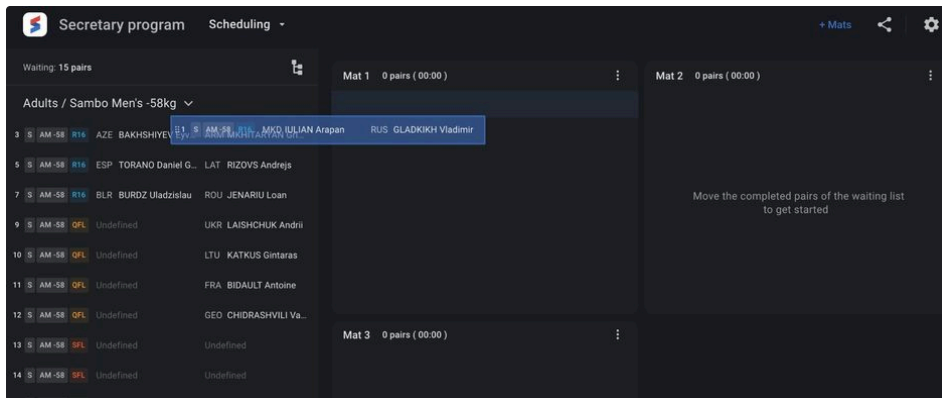 Secretary program Scheduling + Mats
Waiting: 15 pairs
Adults / Sambo Men's -58kg
3 S AM -58 R16 AZE BAKHSHIYEV
1 S AM -58 R16 MKD IULIAN Arapan RUS GLADKIKH Vladimir
5 S AM -58 R16 ESP TORANO Daniel G... LAT RIZOVS Andrejs
7 S AM -58 R16 BLR BURDZ Uladzislau ROU JENARIU Loan
9 S AM -58 QFL Undefined UKR LAISHCHUK Andrii
10 S AM -58 QFL Undefined LTU KATKUS Gintaras
11 S AM -58 QFL Undefined FRA BIDAULT Antoine
12 S AM -58 QFL Undefined GEO CHIDRASHVILI Va...
13 S AM -58 SFL Undefined Undefined
14 S AM -58 SFL Undefined Undefined
Mat 1 0 pairs ( 00:00 )
Mat 2 0 pairs ( 00:00 )
Move the completed pairs of the waiting list
to get started
Mat 3 0 pairs ( 00:00 )